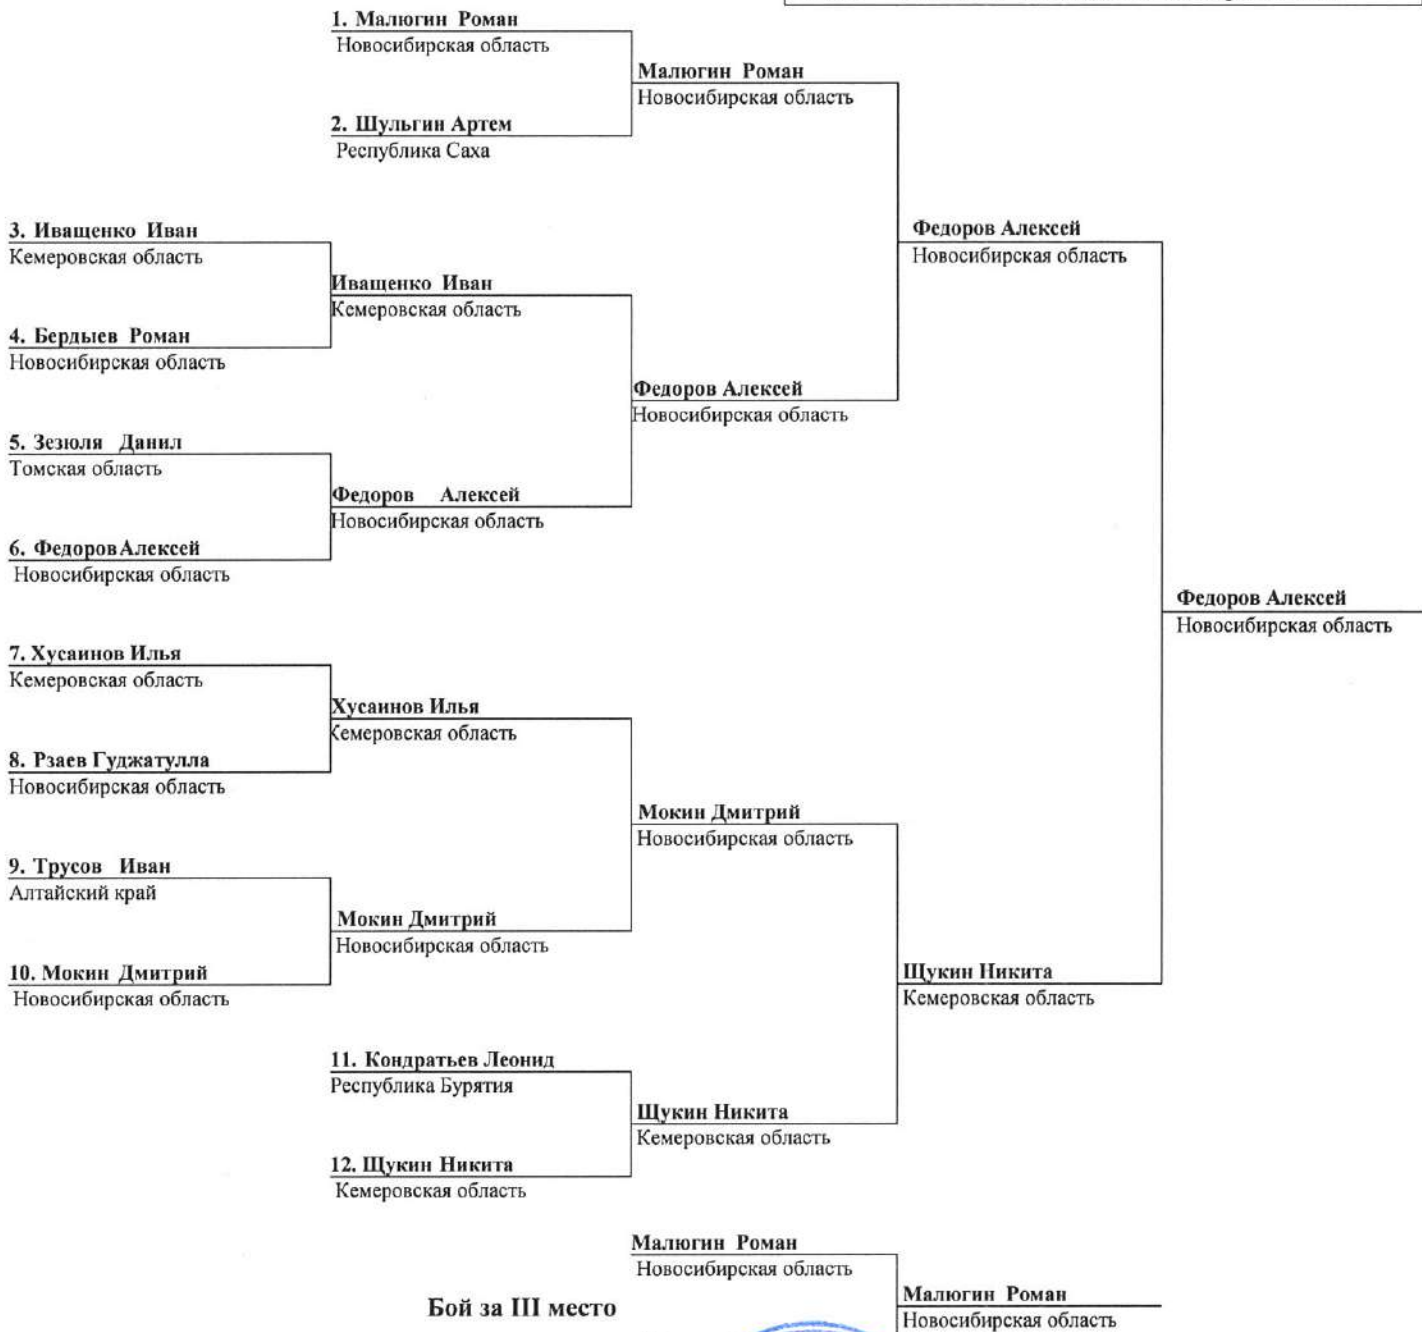 1. Малюгин Роман
Новосибирская область
Малюгин Роман
Новосибирская область
2. Шульгин Артем
Республика Саха
3. Иващенко Иван
Кемеровская область
Федоров Алексей
Новосибирская область
Иващенко Иван
Кемеровская область
4. Бердыев Роман
Новосибирская область
Федоров Алексей
Новосибирская область
5. Зезюля Данил
Томская область
Федоров Алексей
Новосибирская область
6. Федоров Алексей
Новосибирская область
Федоров Алексей
Новосибирская область
7. Хусаинов Илья
Кемеровская область
Хусаинов Илья
Кемеровская область
8. Рзаев Гуджатулла
Новосибирская область
Мокин Дмитрий
Новосибирская область
9. Трусов Иван
Алтайский край
Мокин Дмитрий
Новосибирская область
10. Мокин Дмитрий
Новосибирская область
Щукин Никита
Кемеровская область
11. Кондратьев Леонид
Республика Бурятия
Щукин Никита
Кемеровская область
12. Щукин Никита
Кемеровская область
Малюгин Роман
Новосибирская область
Бой за III место
Малюгин Роман
Новосибирская область